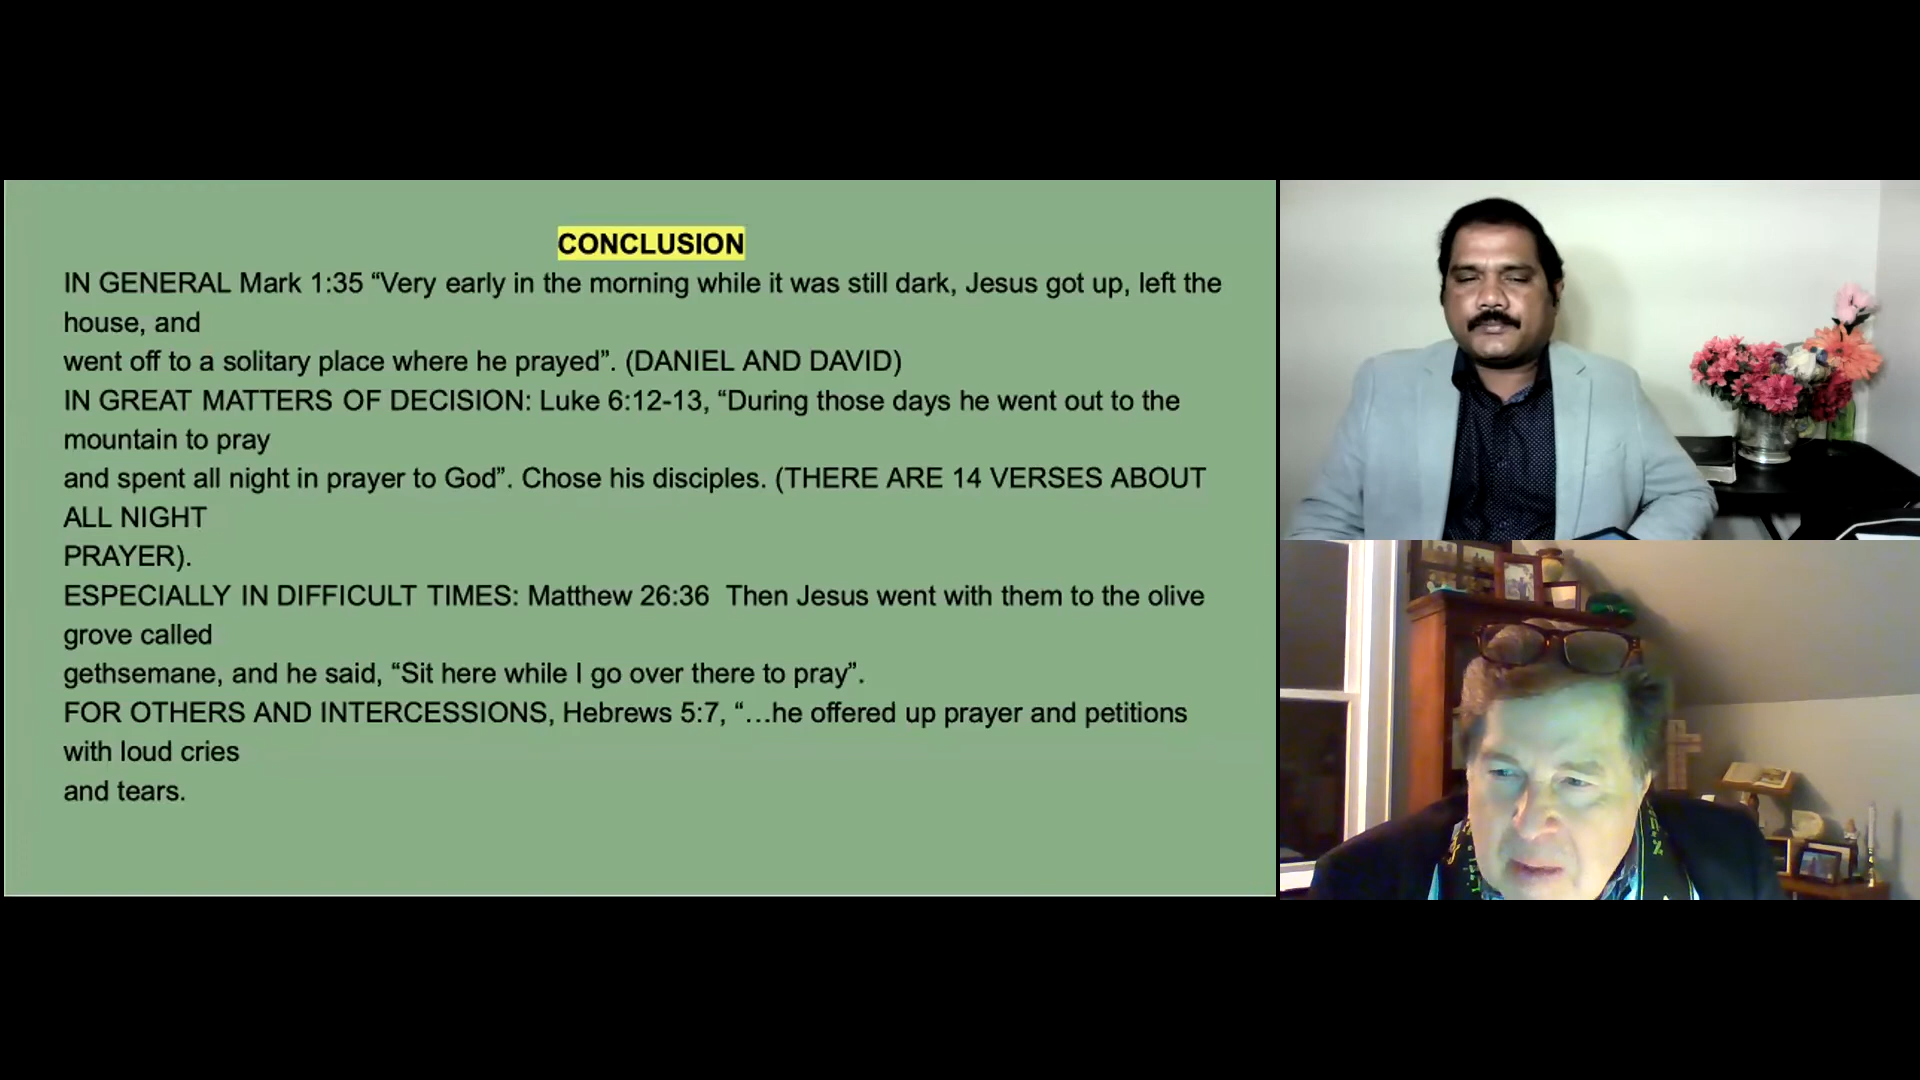 CONCLUSION
IN GENERAL Mark 1:35 “Very early in the morning while it was still dark, Jesus got up, left the
house, and
went off to a solitary place where he prayed”. (DANIEL AND DAVID)
IN GREAT MATTERS OF DECISION: Luke 6:12-13, “During those days he went out to the
mountain to pray
and spent all night in prayer to God”. Chose his disciples. (THERE ARE 14 VERSES ABOUT
ALL NIGHT
PRAYER).
ESPECIALLY IN DIFFICULT TIMES: Matthew 26:36  Then Jesus went with them to the olive
grove called
gethsemane, and he said, “Sit here while I go over there to pray”.
FOR OTHERS AND INTERCESSIONS, Hebrews 5:7, “…he offered up prayer and petitions
with loud cries
and tears.